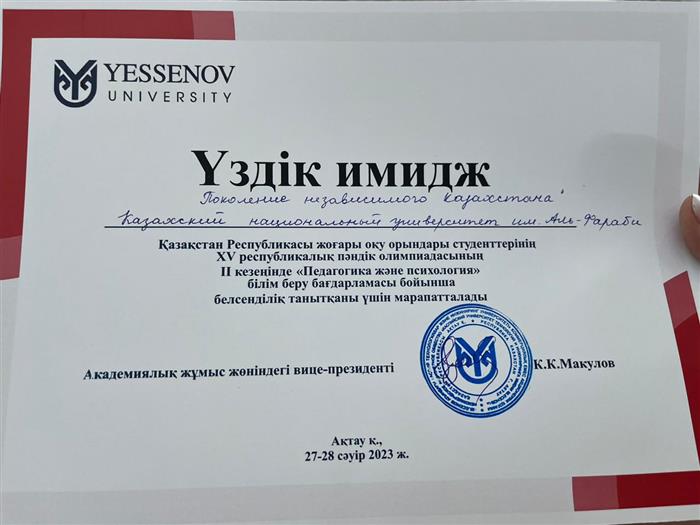 YESSENOV
UNIVERSITY
Үздік имидж
"Поколение независимого Казахстана"
Казахский национальный университет им. Аль-Фараби
Қазақстан Республикасы жоғары оқу орындары студенттерінің
XV республикалық пәндік олимпиадасының
II кезеңінде «Педагогика және психология»
білім беру бағдарламасы бойынша
белсенділік танытқаны үшін марапатталады
Академиялық жұмыс жөніндегі вице-президенті
К.К.Макулов
Ақтау қ.,
27-28 сәуір 2023 ж.